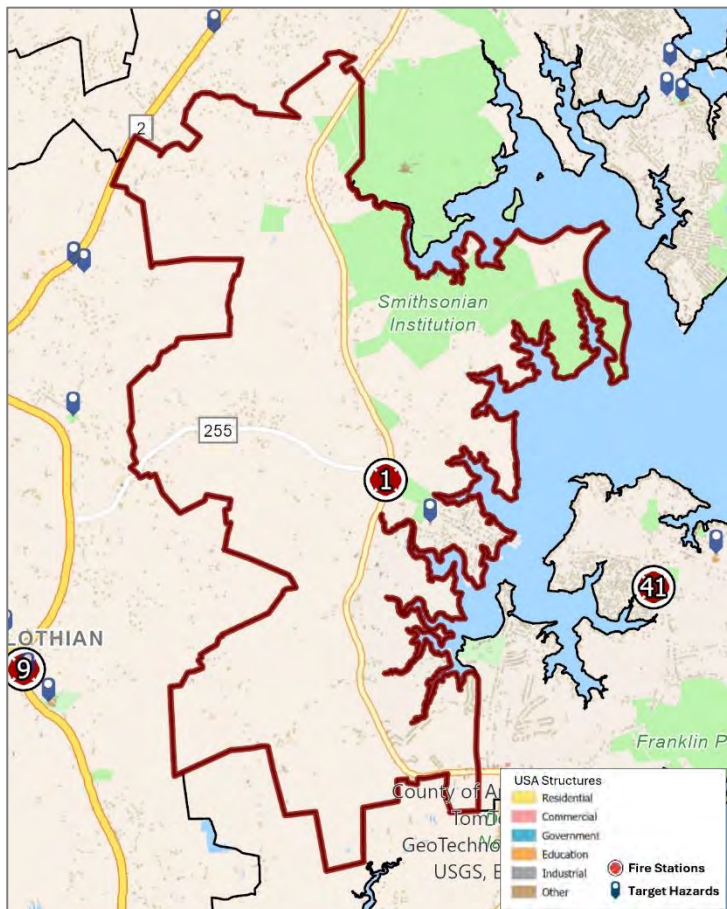 2
Smithsonian
Institution
255
1
41
LOTHIAN
9
Franklin P
County of A
Tom
GeoTechno
USGS, E
USA Structures
Residential
Commercial
Government
Education
Industrial
Other
Fire Stations
Target Hazards